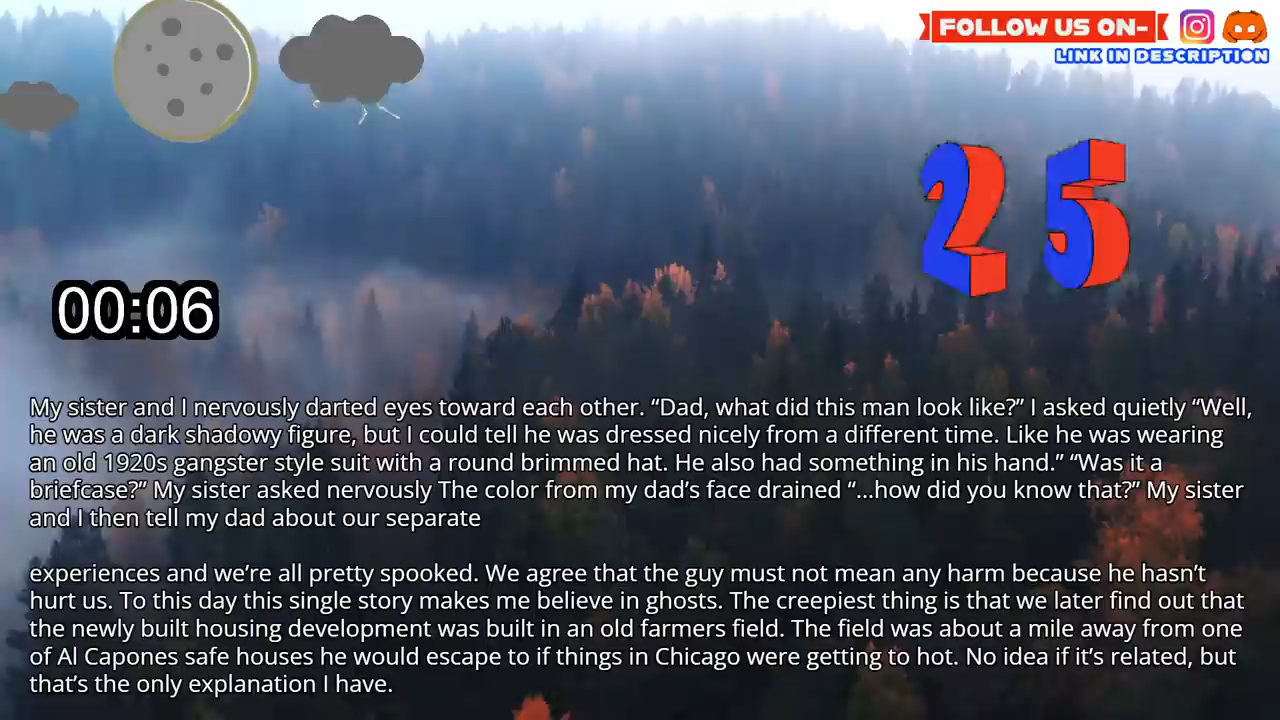 FOLLOW US ON-
LINK IN DESCRIPTION
25
00:06
My sister and I nervously darted eyes toward each other. “Dad, what did this man look like?” I asked quietly “Well,
he was a dark shadowy figure, but I could tell he was dressed nicely from a different time. Like he was wearing
an old 1920s gangster style suit with a round brimmed hat. He also had something in his hand.” “Was it a
briefcase?” My sister asked nervously The color from my dad’s face drained “…how did you know that?” My sister
and I then tell my dad about our separate
experiences and we’re all pretty spooked. We agree that the guy must not mean any harm because he hasn’t
hurt us. To this day this single story makes me believe in ghosts. The creepiest thing is that we later find out that
the newly built housing development was built in an old farmers field. The field was about a mile away from one
of Al Capones safe houses he would escape to if things in Chicago were getting to hot. No idea if it’s related, but
that’s the only explanation I have.